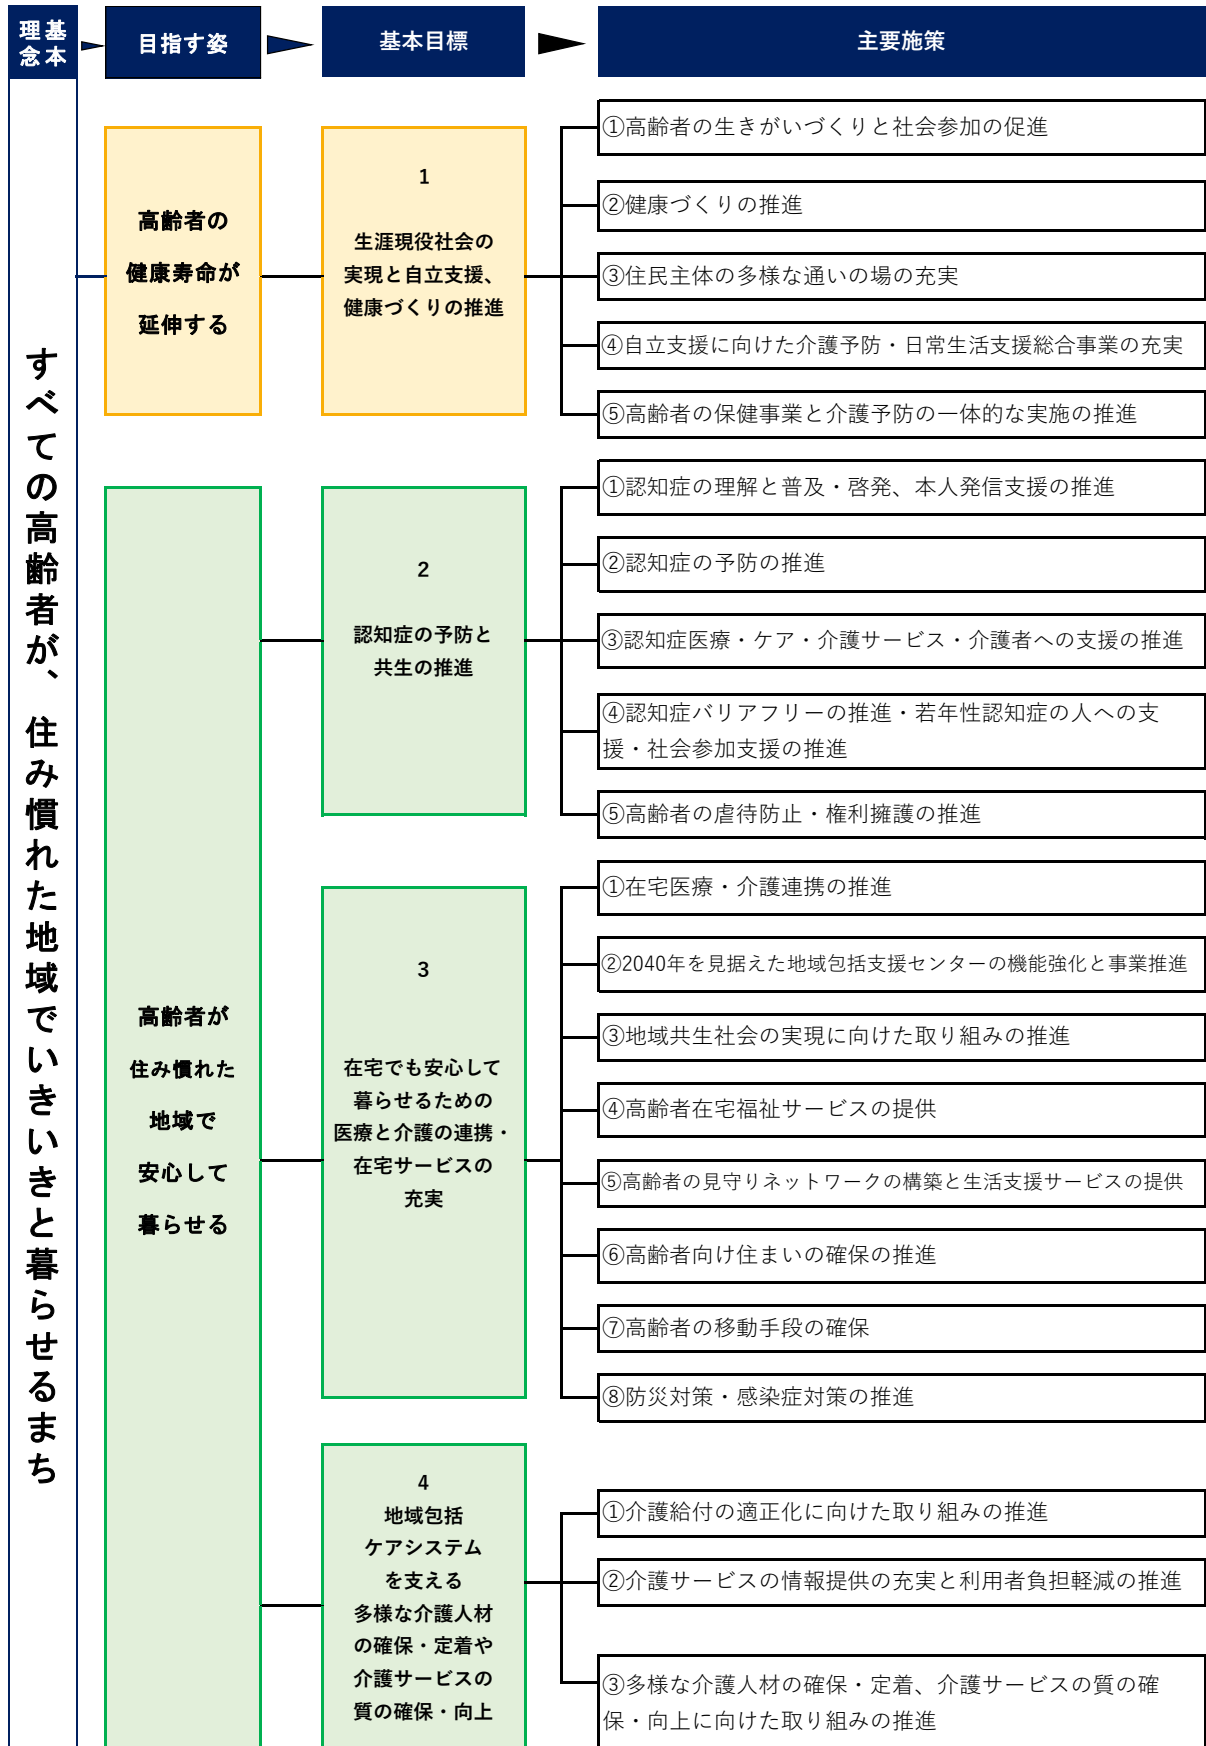 基本
理念
目指す姿
基本目標
主要施策
すべての高齢者が、住み慣れた地域でいきいきと暮らせるまち
高齢者の
健康寿命が
延伸する
1
生涯現役社会の
実現と自立支援、
健康づくりの推進
①高齢者の生きがいづくりと社会参加の促進
②健康づくりの推進
③住民主体の多様な通いの場の充実
④自立支援に向けた介護予防・日常生活支援総合事業の充実
⑤高齢者の保健事業と介護予防の一体的な実施の推進
高齢者が
住み慣れた
地域で
安心して
暮らせる
2
認知症の予防と
共生の推進
①認知症の理解と普及・啓発、本人発信支援の推進
②認知症の予防の推進
③認知症医療・ケア・介護サービス・介護者への支援の推進
④認知症バリアフリーの推進・若年性認知症の人への支
援・社会参加支援の推進
⑤高齢者の虐待防止・権利擁護の推進
3
在宅でも安心して
暮らせるための
医療と介護の連携・
在宅サービスの
充実
①在宅医療・介護連携の推進
②2040年を見据えた地域包括支援センターの機能強化と事業推進
③地域共生社会の実現に向けた取り組みの推進
④高齢者在宅福祉サービスの提供
⑤高齢者の見守りネットワークの構築と生活支援サービスの提供
⑥高齢者向け住まいの確保の推進
⑦高齢者の移動手段の確保
⑧防災対策・感染症対策の推進
4
地域包括
ケアシステム
を支える
多様な介護人材
の確保・定着や
介護サービスの
質の確保・向上
①介護給付の適正化に向けた取り組みの推進
②介護サービスの情報提供の充実と利用者負担軽減の推進
③多様な介護人材の確保・定着、介護サービスの質の確
保・向上に向けた取り組みの推進